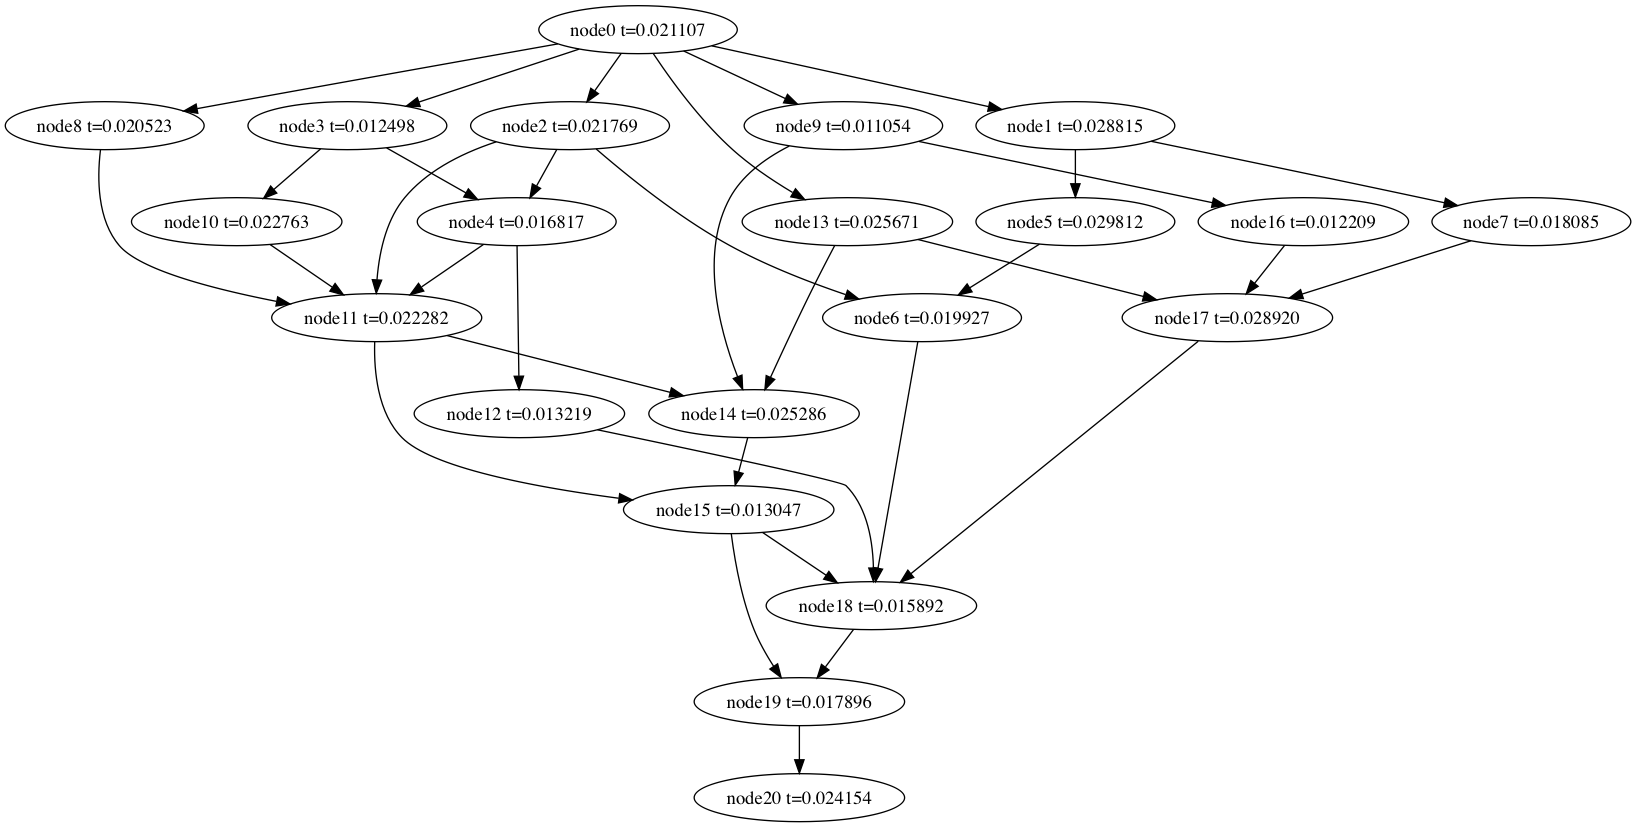 node0 t=0.021107
node8 t=0.020523
node3 t=0.012498
node2 t=0.021769
node9 t=0.011054
node1 t=0.028815
node10 t=0.022763
node4 t=0.016817
node13 t=0.025671
node5 t=0.029812
node16 t=0.012209
node7 t=0.018085
node11 t=0.022282
node6 t=0.019927
node17 t=0.028920
node12 t=0.013219
node14 t=0.025286
node15 t=0.013047
node18 t=0.015892
node19 t=0.017896
node20 t=0.024154